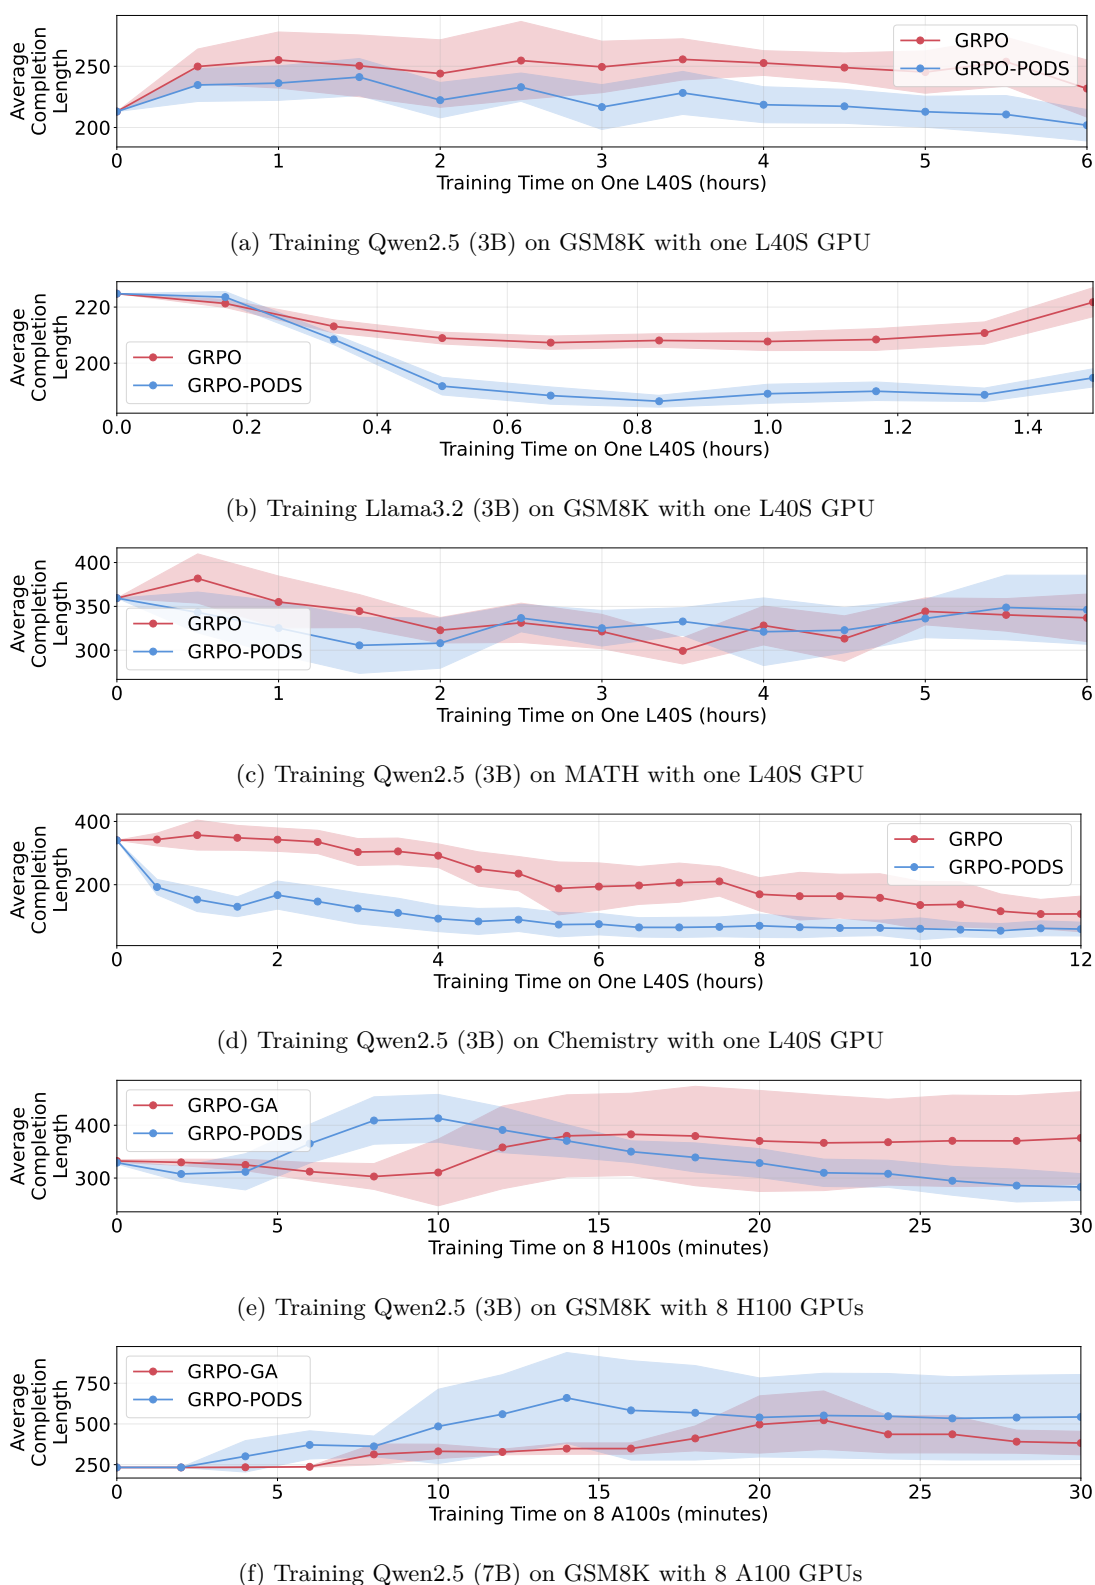 Average
Completion
Length
250
200
GRPO
GRPO-PODS
0 1 2 3 4 5 6
Training Time on One L40S (hours)
(a) Training Qwen2.5 (3B) on GSM8K with one L40S GPU
Average
Completion
Length
220
200
GRPO
GRPO-PODS
0.0 0.2 0.4 0.6 0.8 1.0 1.2 1.4
Training Time on One L40S (hours)
(b) Training Llama3.2 (3B) on GSM8K with one L40S GPU
Average
Completion
Length
400
350
300
GRPO
GRPO-PODS
0 1 2 3 4 5 6
Training Time on One L40S (hours)
(c) Training Qwen2.5 (3B) on MATH with one L40S GPU
Average
Completion
Length
400
200
GRPO
GRPO-PODS
0 2 4 6 8 10 12
Training Time on One L40S (hours)
(d) Training Qwen2.5 (3B) on Chemistry with one L40S GPU
Average
Completion
Length
400
300
GRPO-GA
GRPO-PODS
0 5 10 15 20 25 30
Training Time on 8 H100s (minutes)
(e) Training Qwen2.5 (3B) on GSM8K with 8 H100 GPUs
Average
Completion
Length
750
500
250
GRPO-GA
GRPO-PODS
0 5 10 15 20 25 30
Training Time on 8 A100s (minutes)
(f) Training Qwen2.5 (7B) on GSM8K with 8 A100 GPUs